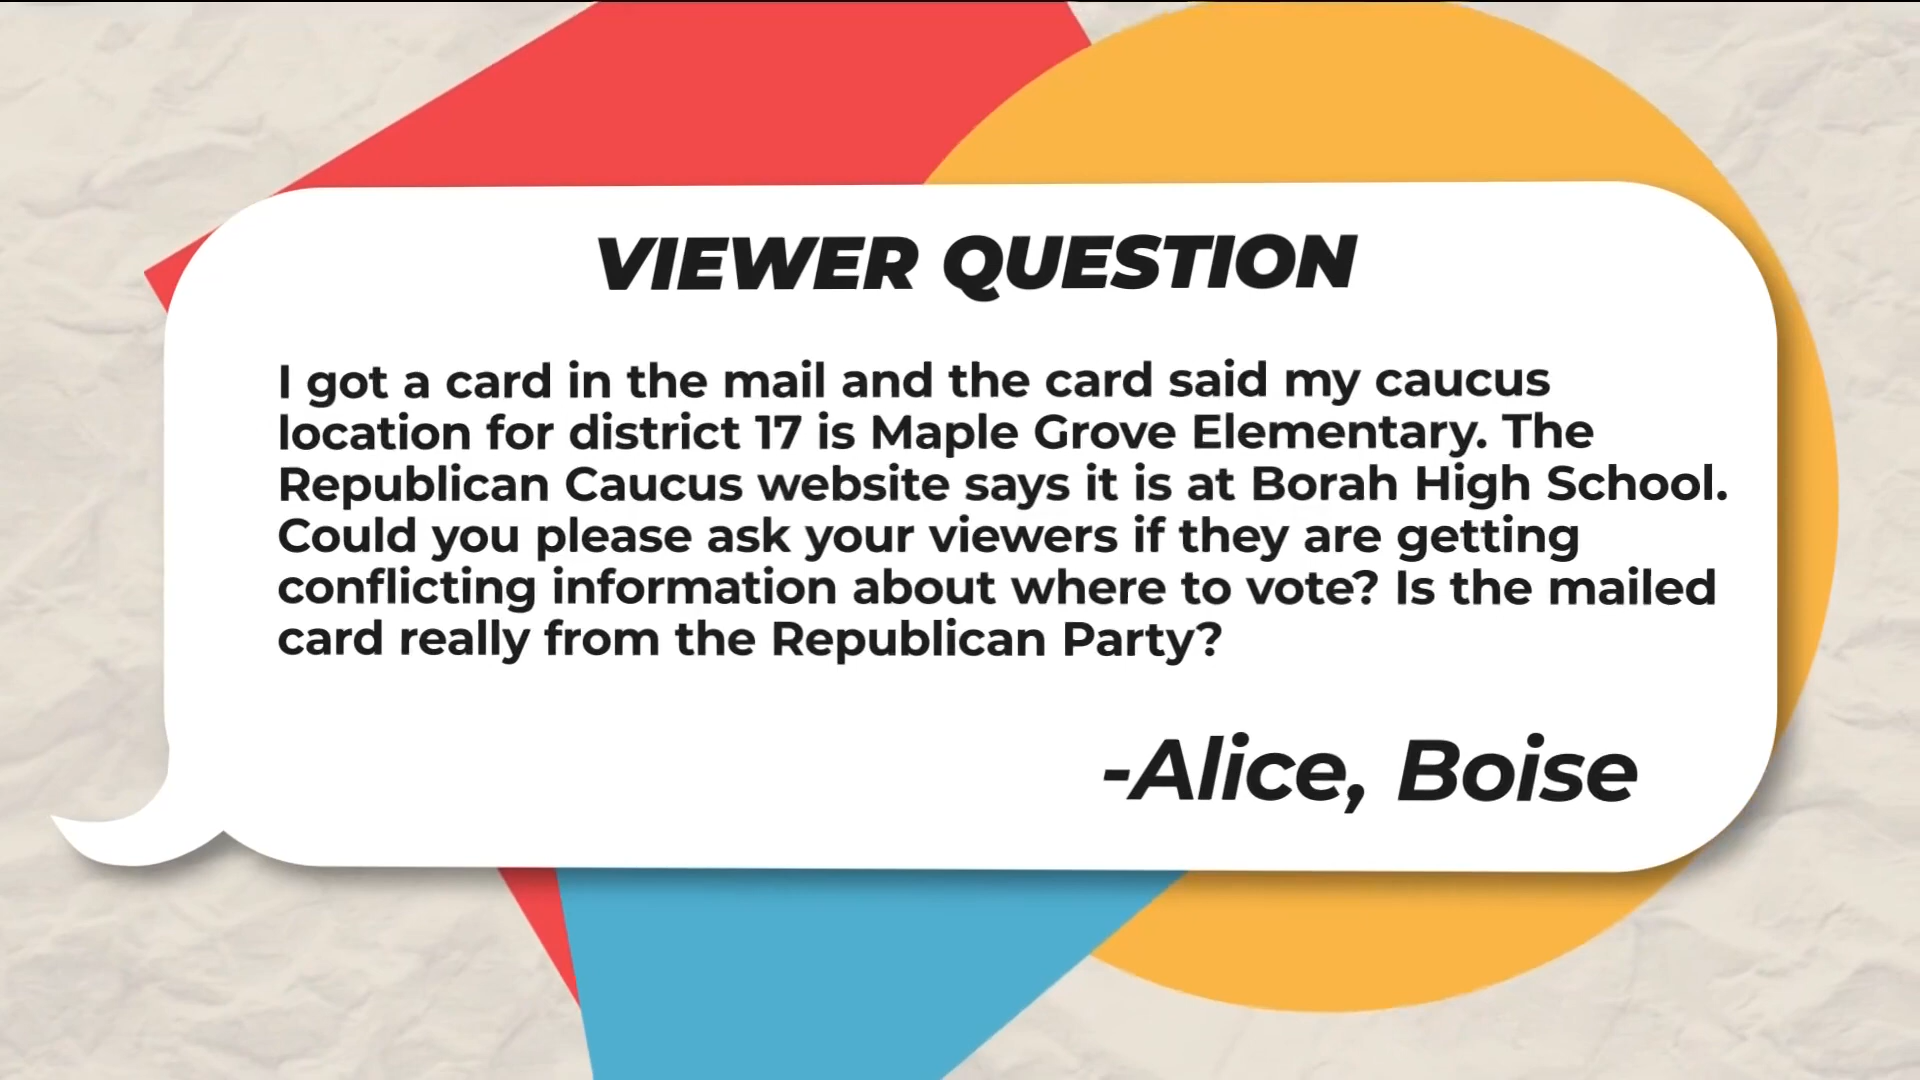 VIEWER QUESTION
I got a card in the mail and the card said my caucus
location for district 17 is Maple Grove Elementary. The
Republican Caucus website says it is at Borah High School.
Could you please ask your viewers if they are getting
conflicting information about where to vote? Is the mailed
card really from the Republican Party?
-Alice, Boise